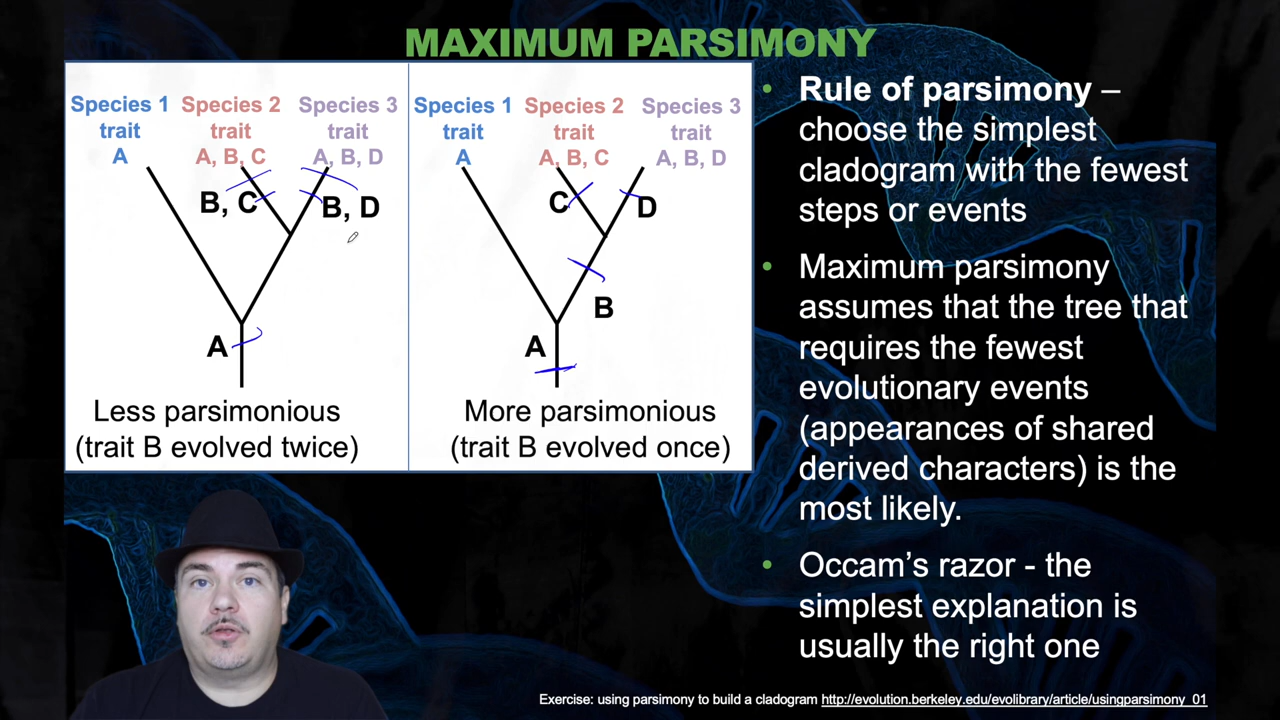 MAXIMUM PARSIMONY
Species 1 Species 2 Species 3
trait trait trait
A A, B, C A, B, D
B, C B, D
A
Less parsimonious
(trait B evolved twice)
Species 1 Species 2 Species 3
trait trait trait
A A, B, C A, B, D
C D
B
A
More parsimonious
(trait B evolved once)
• Rule of parsimony –
choose the simplest
cladogram with the fewest
steps or events
• Maximum parsimony
assumes that the tree that
requires the fewest
evolutionary events
(appearances of shared
derived characters) is the
most likely.
• Occam’s razor - the
simplest explanation is
usually the right one
Exercise: using parsimony to build a cladogram http://evolution.berkeley.edu/evolibrary/article/usingparsimony_01